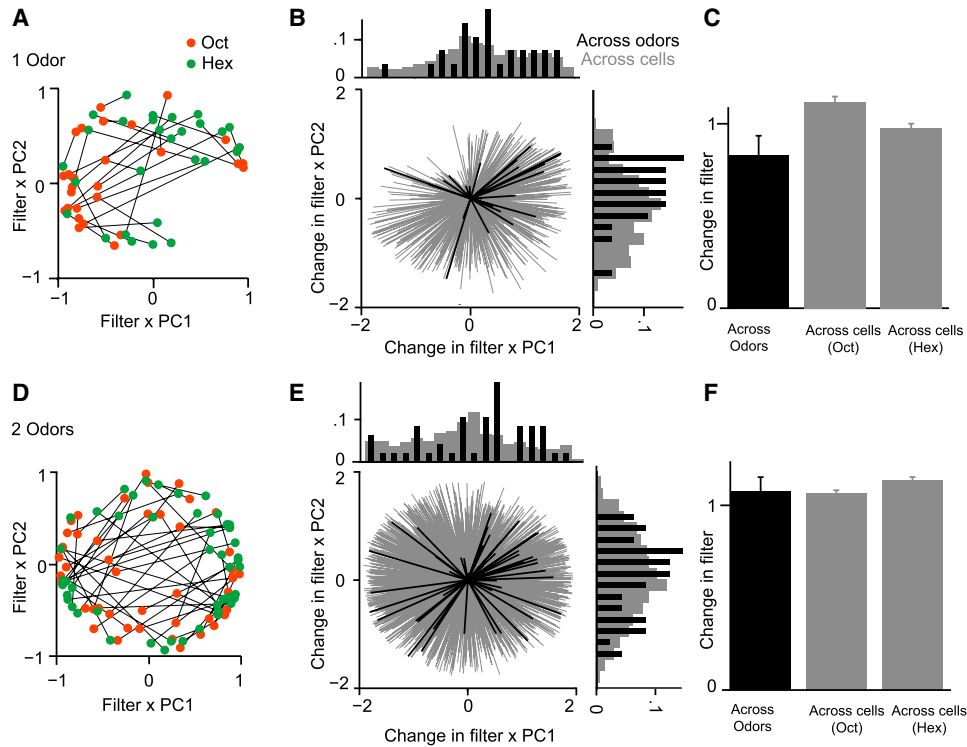 A
1 Odor
Oct
Hex
1
0
−1
Filter x PC2
−1
0
1
Filter x PC1
B
.1
0
Across odors
Across cells
2
0
−2
Change in filter x PC2
−2
0
2
Change in filter x PC1
0
.1
C
1
0
Change in filter
Across
Odors
Across cells
(Oct)
Across cells
(Hex)
D
2 Odors
1
0
−1
Filter x PC2
−1
0
1
Filter x PC1
E
0.1
0
2
0
−2
Change in filter x PC2
−2
0
2
Change in filter x PC1
0
.1
F
1
0
Change in filter
Across
Odors
Across cells
(Oct)
Across cells
(Hex)